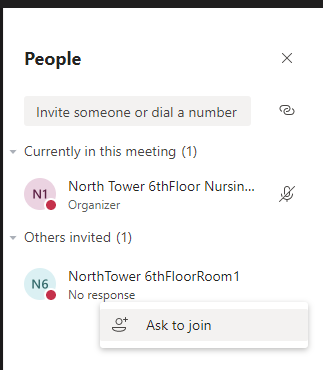 People
Invite someone or dial a number
Currently in this meeting (1)
N1
North Tower 6thFloor Nursin...
Organizer
Others invited (1)
N6
NorthTower 6thFloorRoom1
No response
Ask to join